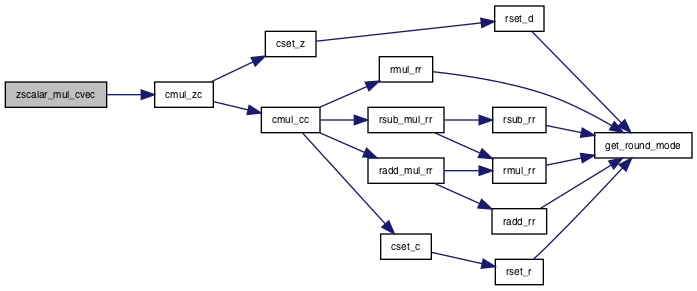 zscalar_mul_cvec
cmul_zc
cset_z
cmul_cc
rset_d
rmul_rr
rsub_mul_rr
radd_mul_rr
cset_c
rsub_rr
rmul_rr
radd_rr
rset_r
get_round_mode